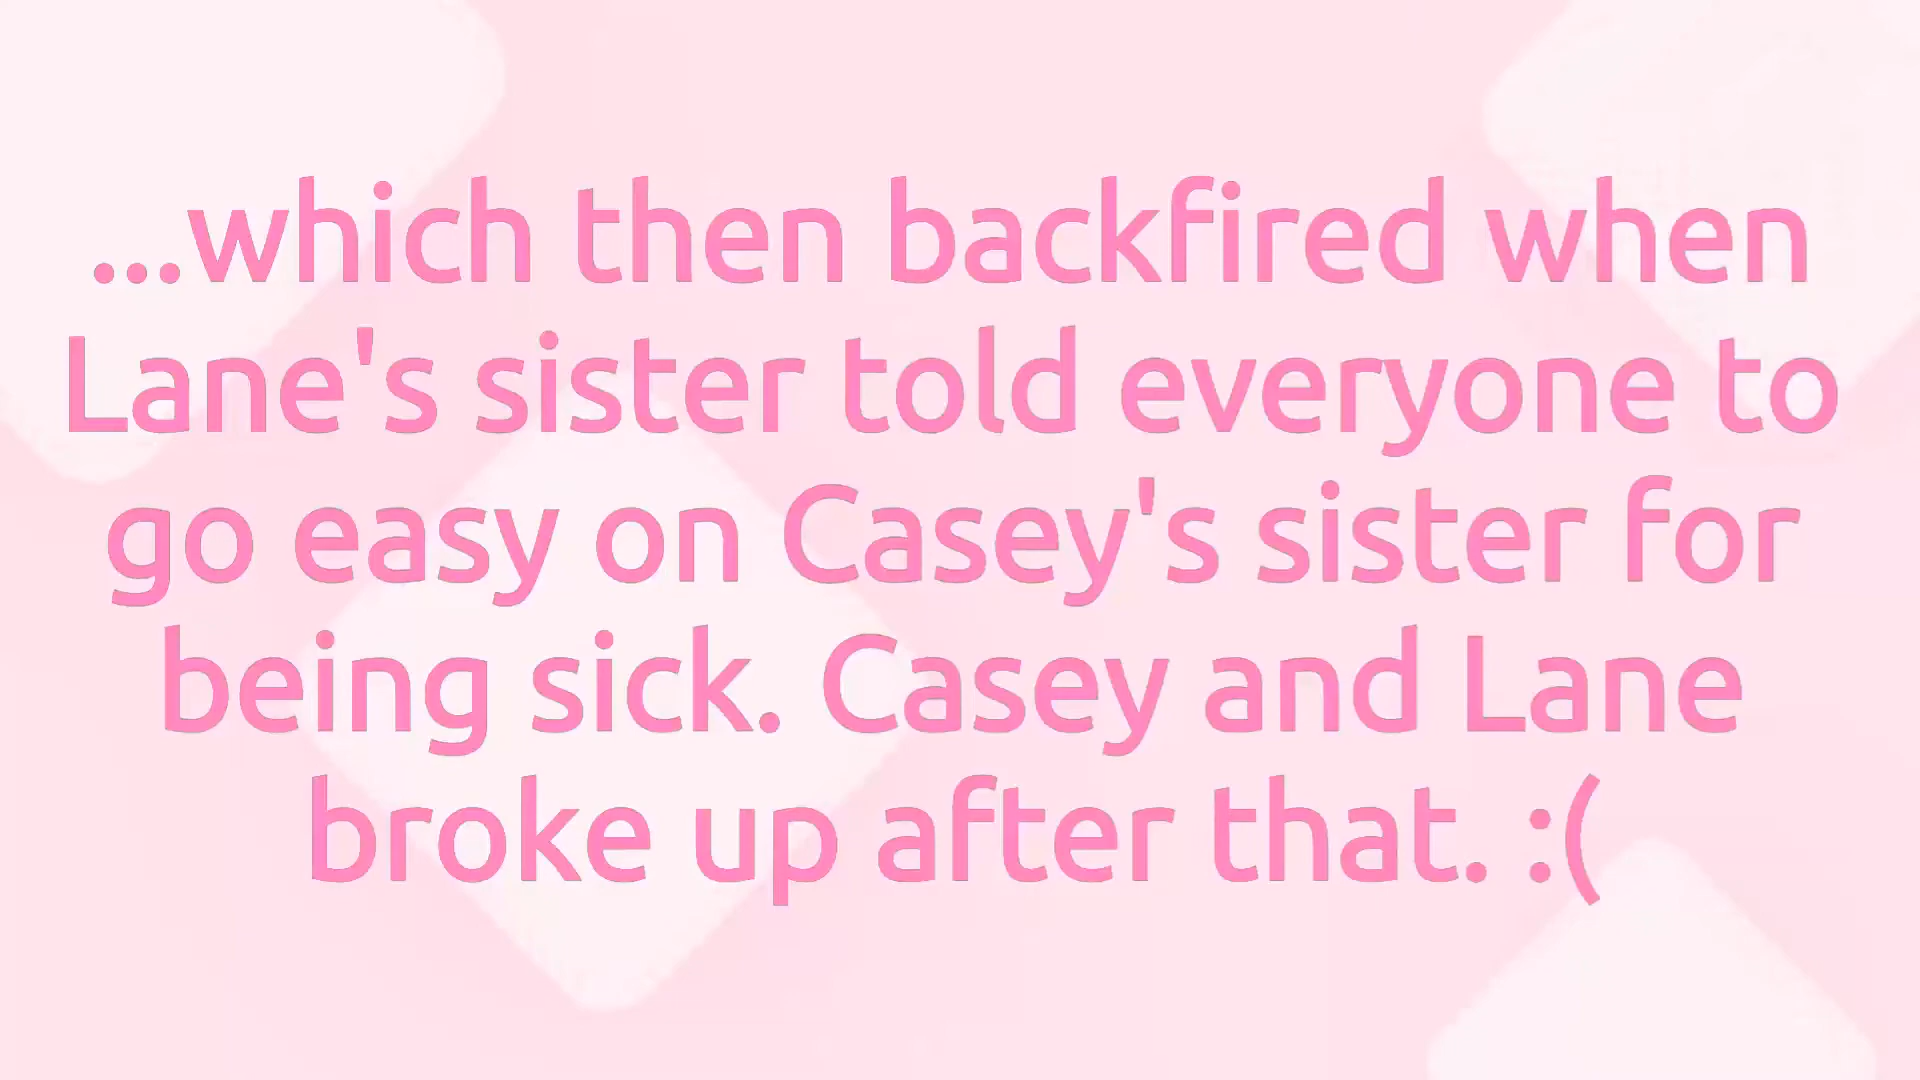 ...which then backfired when
Lane's sister told everyone to
go easy on Casey's sister for
being sick. Casey and Lane
broke up after that. :(